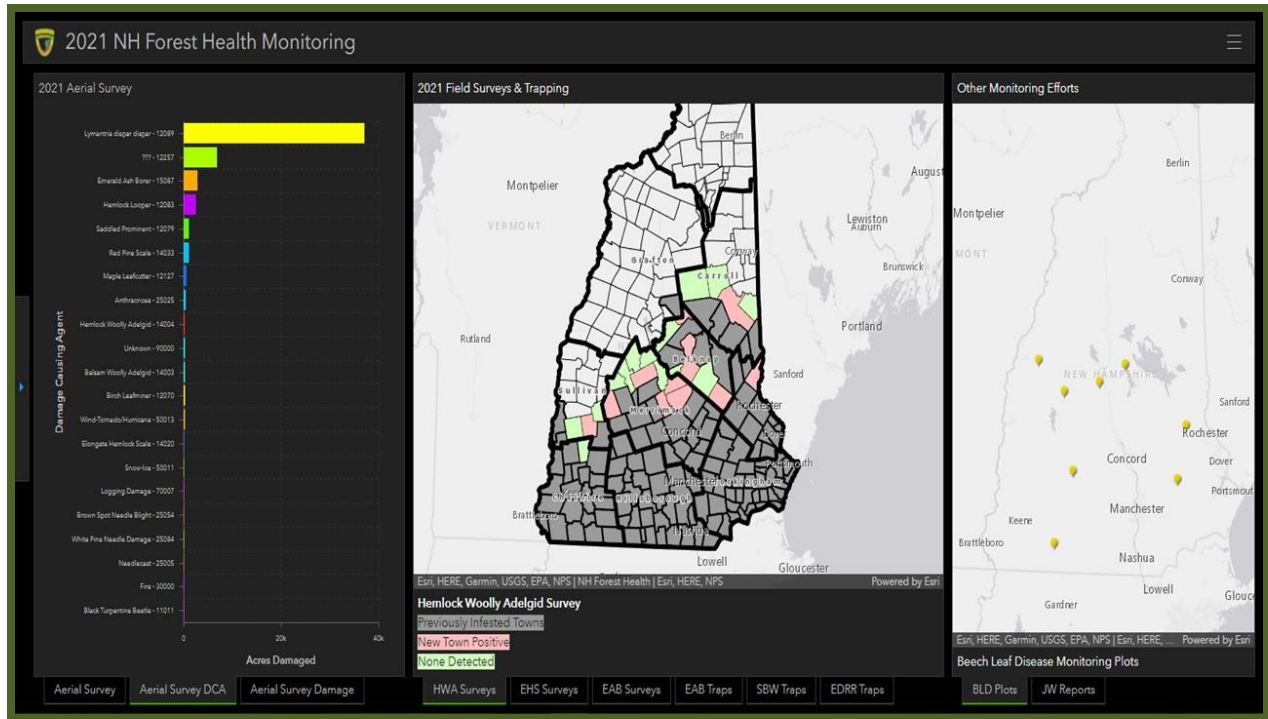 2021 NH Forest Health Monitoring
2021 Aerial Survey
Lymantria dispar dispar - 12089
??? - 12257
Emerald Ash Borer - 15087
Hemlock Looper - 12083
Saddled Prominent - 12079
Red Pine Scale - 14033
Maple Leafcutter - 12127
Anthracnose - 25025
Hemlock Woolly Adelgid - 14004
Unknown - 90000
Balsam Woolly Adelgid - 14003
Birch Leafminer - 12070
Wind-Tornado/Hurricane - 50013
Elongate Hemlock Scale - 14020
Snow-Ice - 50011
Logging Damage - 70007
Brown Spot Needle Blight - 25054
White Pine Needle Damage - 25084
Needlecast - 25005
Fire - 30000
Black Turpentine Beetle - 11011
Damage Causing Agent
0 20k 40k
Acres Damaged
Aerial Survey Aerial Survey DCA Aerial Survey Damage
2021 Field Surveys & Trapping
Berlin
August
Montpelier
VERMONT
Lewiston
Auburn
Conway
Grafton
Brunswick
Carroll
Portland
Rutland
Belknap
Sanford
Sullivan
Rochester
Merrimack
Concord
Dover
Portsmouth
Manchester
Brattleboro
Nashua
Lowell
Gloucester
Esri, HERE, Garmin, USGS, EPA, NPS | NH Forest Health | Esri, HERE, NPS Powered by Esri
Hemlock Woolly Adelgid Survey
Previously Infested Towns
New Town Positive
None Detected
HWA Surveys EHS Surveys EAB Surveys EAB Traps SBW Traps EDRR Traps
Other Monitoring Efforts
Berlin
Montpelier
MONT
Conway
NEW HAMPSHIRE
Sanford
Rochester
Concord
Dover
Portsmout
Manchester
Keene
Brattleboro
Nashua
Lowell
Glouce
Gardner
Esri, HERE, Garmin, USGS, EPA, NPS | Esri, HERE, ... Powered by Esri
Beech Leaf Disease Monitoring Plots
BLD Plots JW Reports